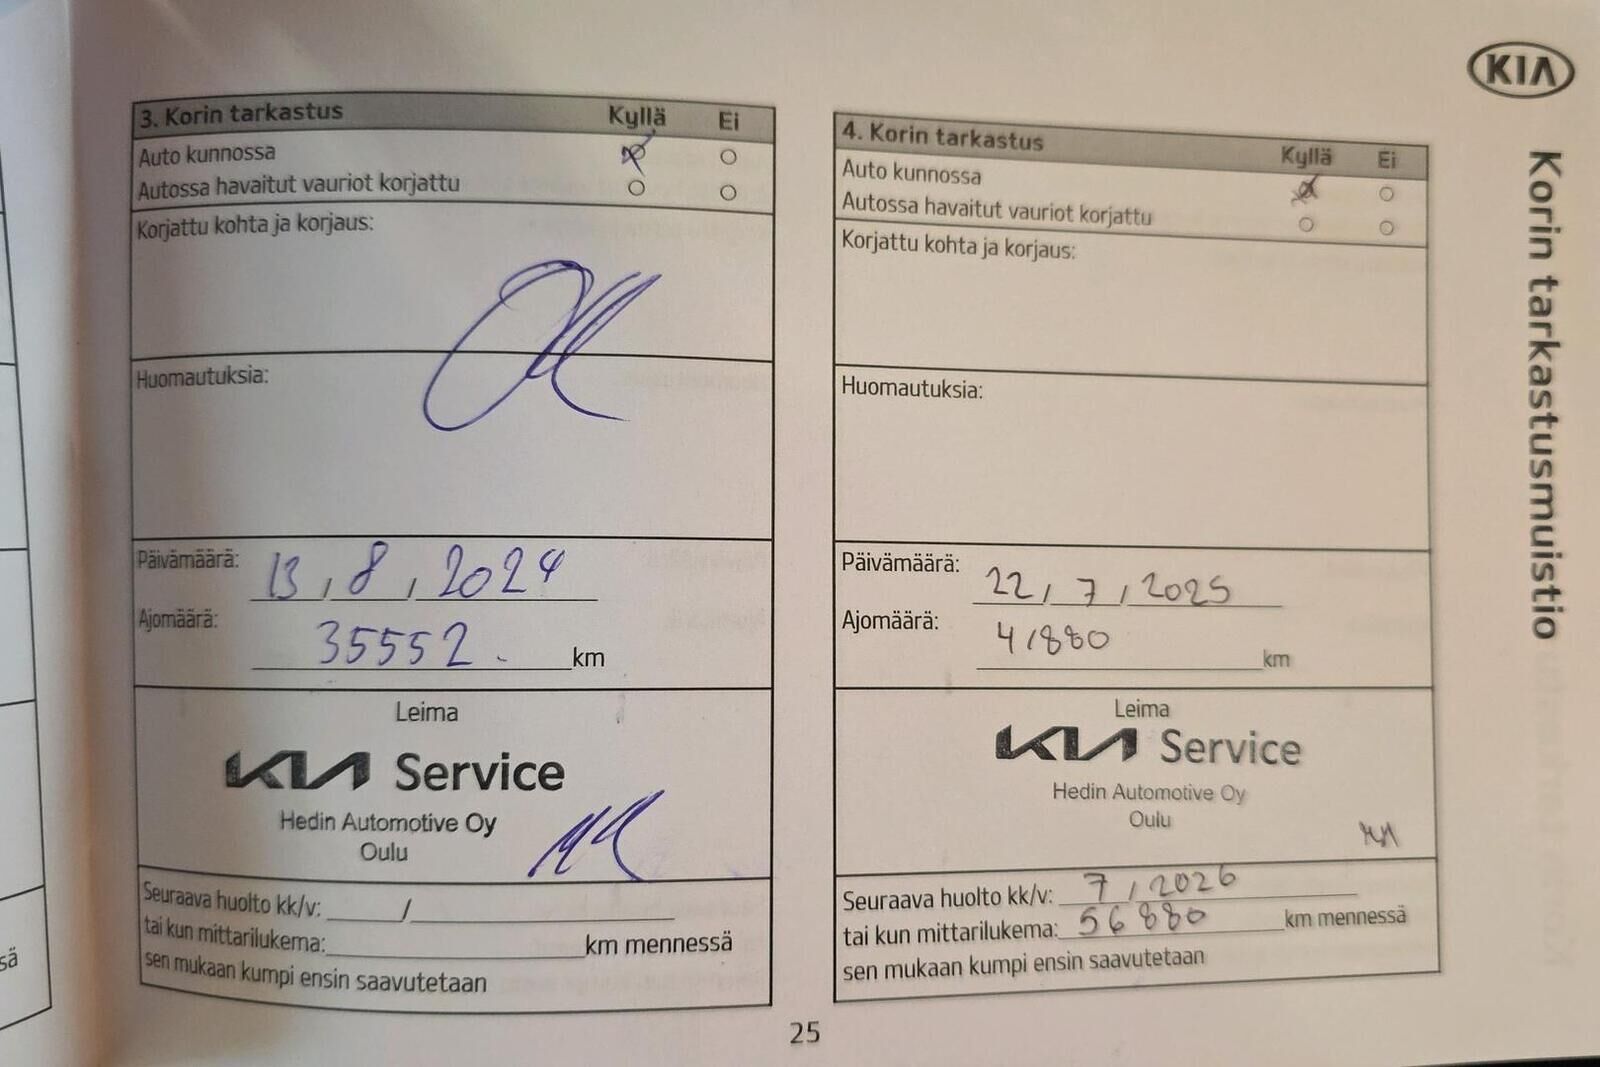 KIA
Korin tarkastusmuistio
3. Korin tarkastus Kyllä Ei
Auto kunnossa
Autossa havaitut vauriot korjattu
Korjattu kohta ja korjaus:
Huomautuksia:
Päivämäärä: 13 / 8 / 2024
Ajomäärä: 35552 km
Leima
KIA Service
Hedin Automotive Oy
Oulu
Seuraava huolto kk/v: /
tai kun mittarilukema: km mennessä
sen mukaan kumpi ensin saavutetaan
4. Korin tarkastus Kyllä Ei
Auto kunnossa
Autossa havaitut vauriot korjattu
Korjattu kohta ja korjaus:
Huomautuksia:
Päivämäärä: 22 / 7 / 2025
Ajomäärä: 41880 km
Leima
KIA Service
Hedin Automotive Oy
Oulu
Seuraava huolto kk/v: 7 / 2026
tai kun mittarilukema: 56880 km mennessä
sen mukaan kumpi ensin saavutetaan
25
sä